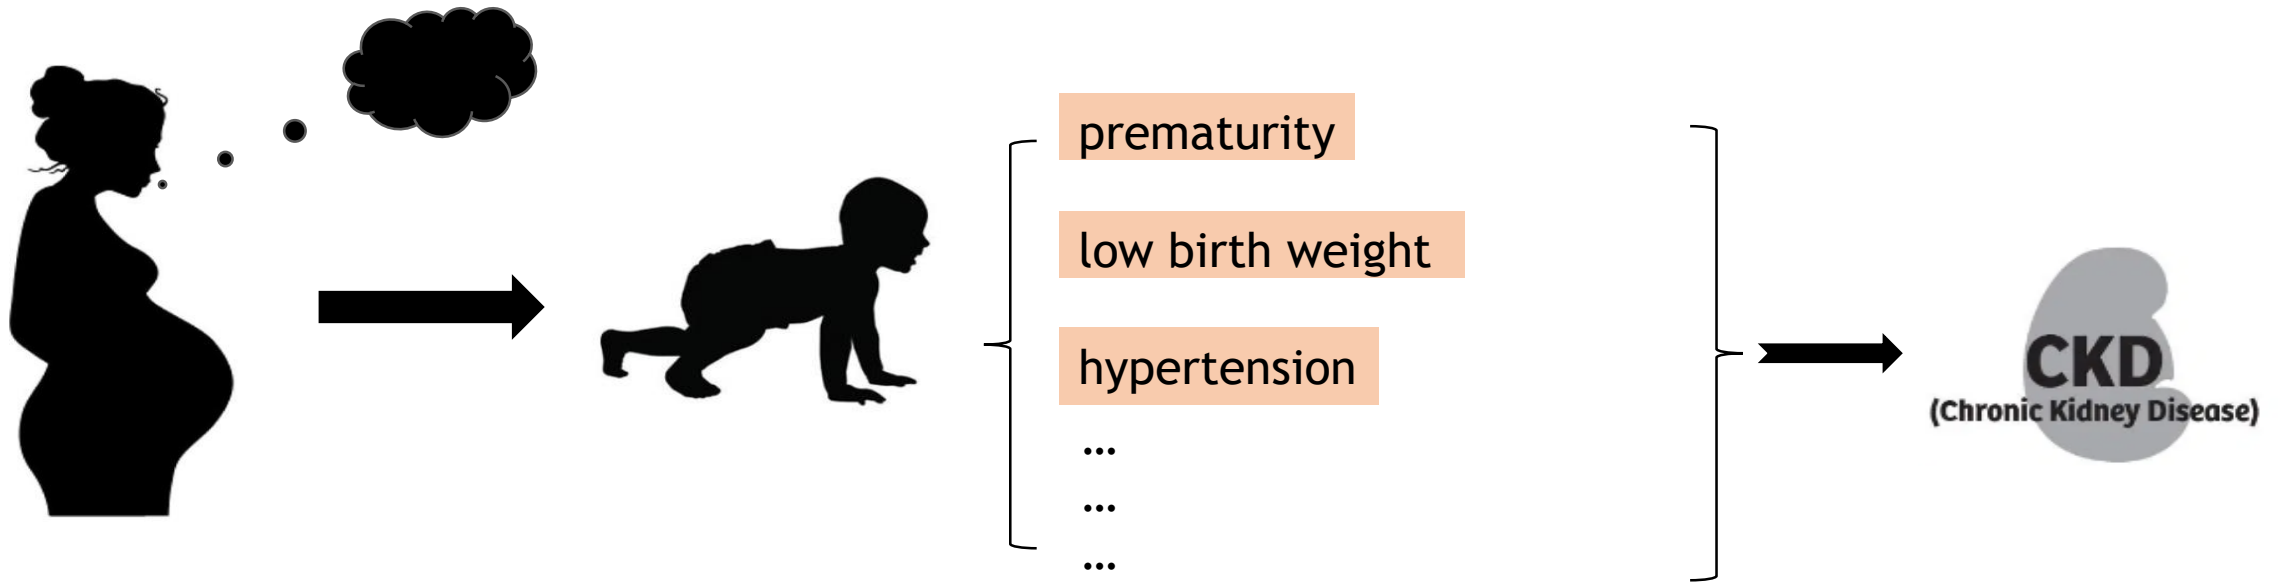 prematurity
low birth weight
hypertension
...
...
...
CKD
(Chronic Kidney Disease)